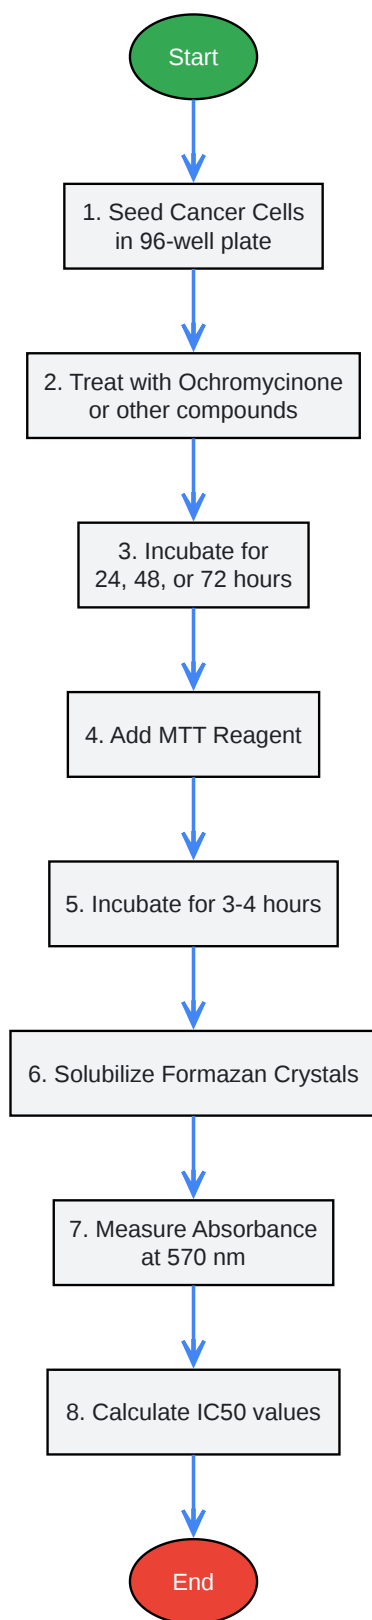 Start
1. Seed Cancer Cells
in 96-well plate
2. Treat with Ochromycinone
or other compounds
3. Incubate for
24, 48, or 72 hours
4. Add MTT Reagent
5. Incubate for 3-4 hours
6. Solubilize Formazan Crystals
7. Measure Absorbance
at 570 nm
8. Calculate IC50 values
End